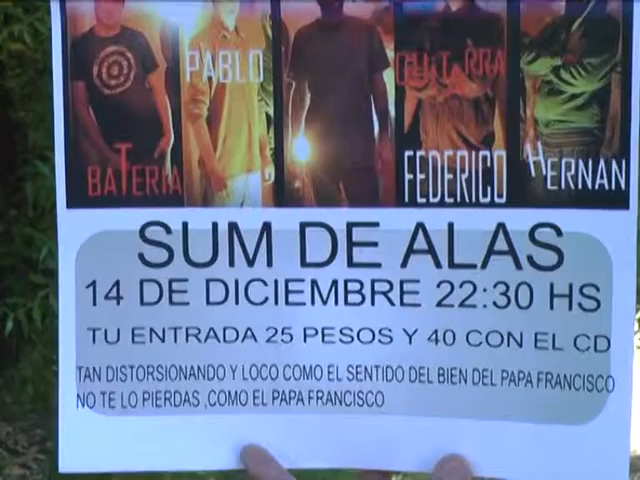 PABLO
GUITARRA
BATERIA
FEDERICO
HERNAN
SUM DE ALAS
14 DE DICIEMBRE 22:30 HS
TU ENTRADA 25 PESOS Y 40 CON EL CD
TAN DISTORSIONANDO Y LOCO COMO EL SENTIDO DEL BIEN DEL PAPA FRANCISCO
NO TE LO PIERDAS ,COMO EL PAPA FRANCISCO